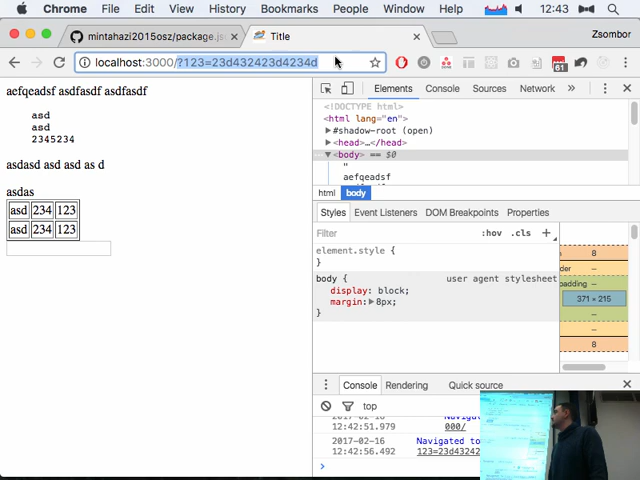 Chrome File Edit View History Bookmarks People Window Help 12:43
mintahazi2015osz/package.js
Title
Zsombor
localhost:3000/?123=23d432423d4234d
61
aefqeadsf asdfasdf asdfasdf
asd
asd
2345234
asdasd asd asd as d
asdas
asd 234 123
asd 234 123
Elements Console Sources Network »
<!DOCTYPE html>
<html lang="en">
▶#shadow-root (open)
▶<head>…</head>
▼<body> == $0
"
aefqeadsf
html body
Styles Event Listeners DOM Breakpoints Properties
Filter :hov .cls +
element.style {
}
body { user agent stylesheet
display: block;
margin:▶8px;
}
8
der –
padding –
371 × 215
–
–
8
Console Rendering Quick source
top
2017-02-16 Navigat
12:42:51.979 000/
2017-02-16 Navigated to
12:42:56.492 123=23d4324